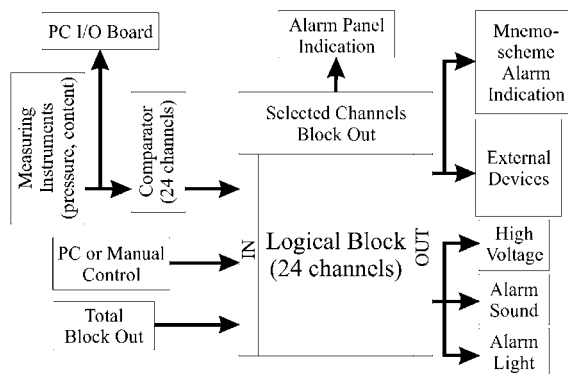 PC I/O Board
Alarm Panel
Indication
Mnemo-
scheme
Alarm
Indication
Measuring
Instruments
(pressure, content)
Comparator
(24 channels)
Selected Channels
Block Out
External
Devices
IN
Logical Block
(24 channels)
OUT
PC or Manual
Control
High
Voltage
Total
Block Out
Alarm
Sound
Alarm
Light